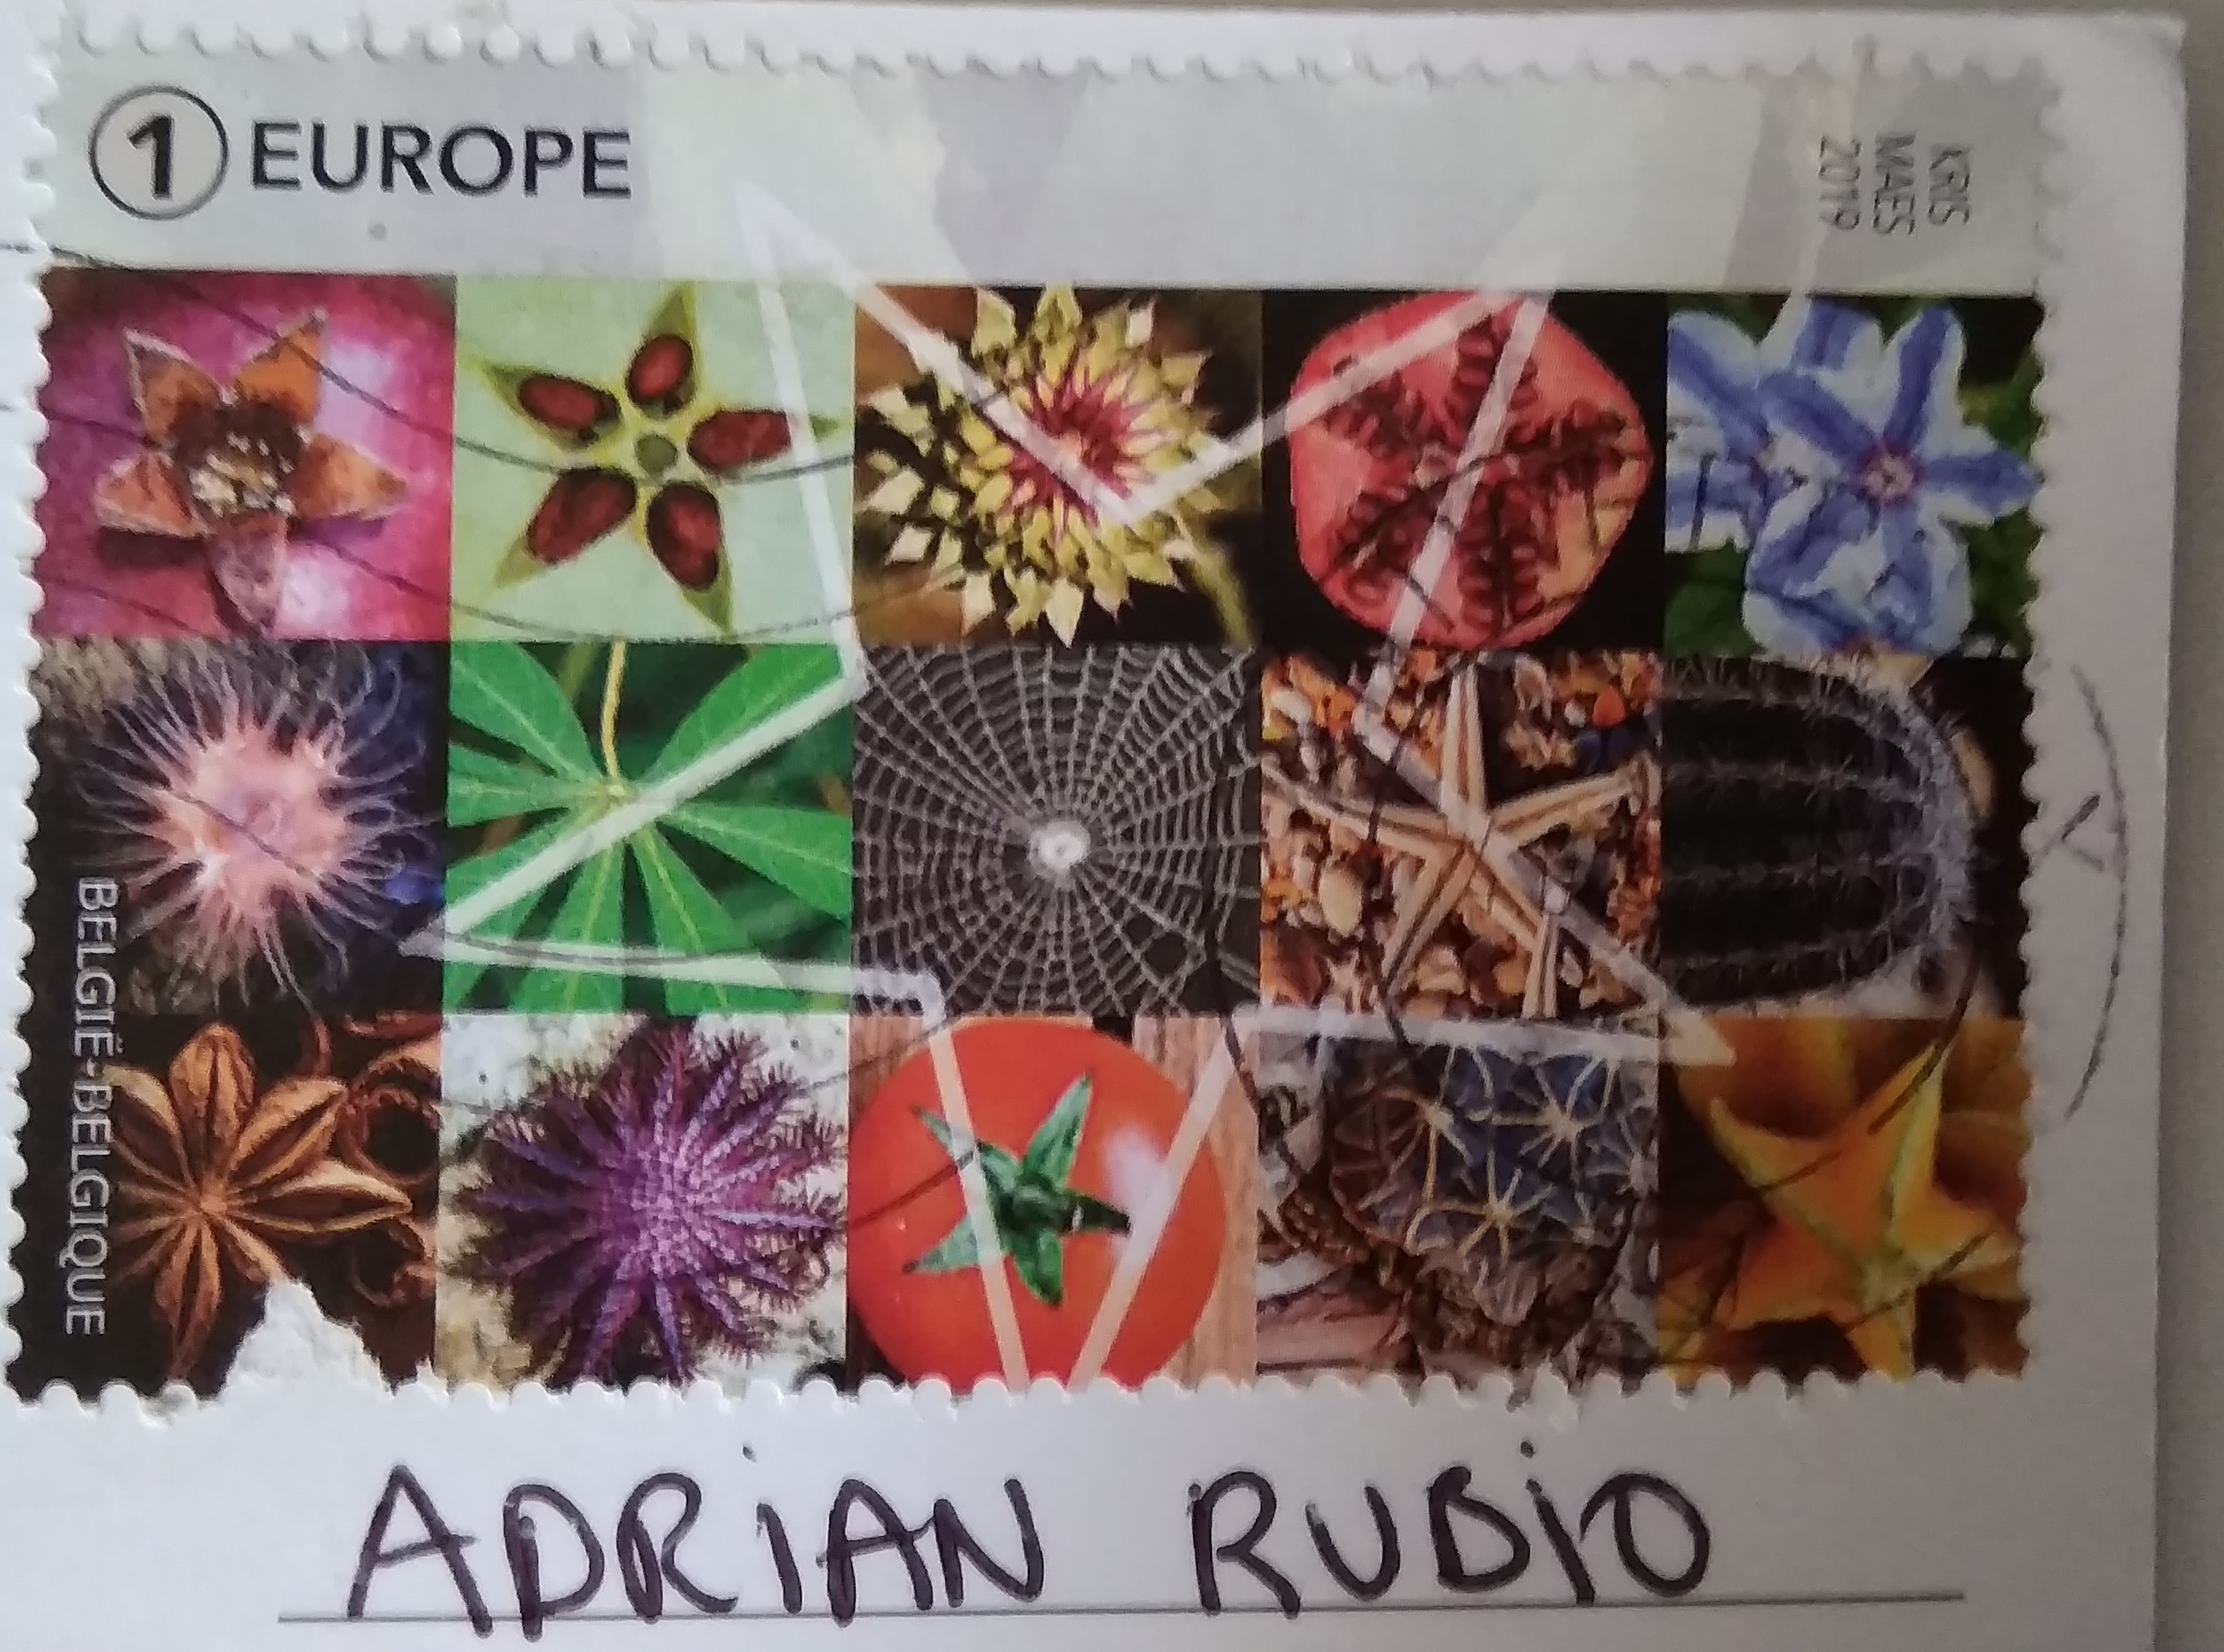 1 EUROPE
KRIS
MAES
2019
BELGIË-BELGIQUE
ADRiAN RUBiO